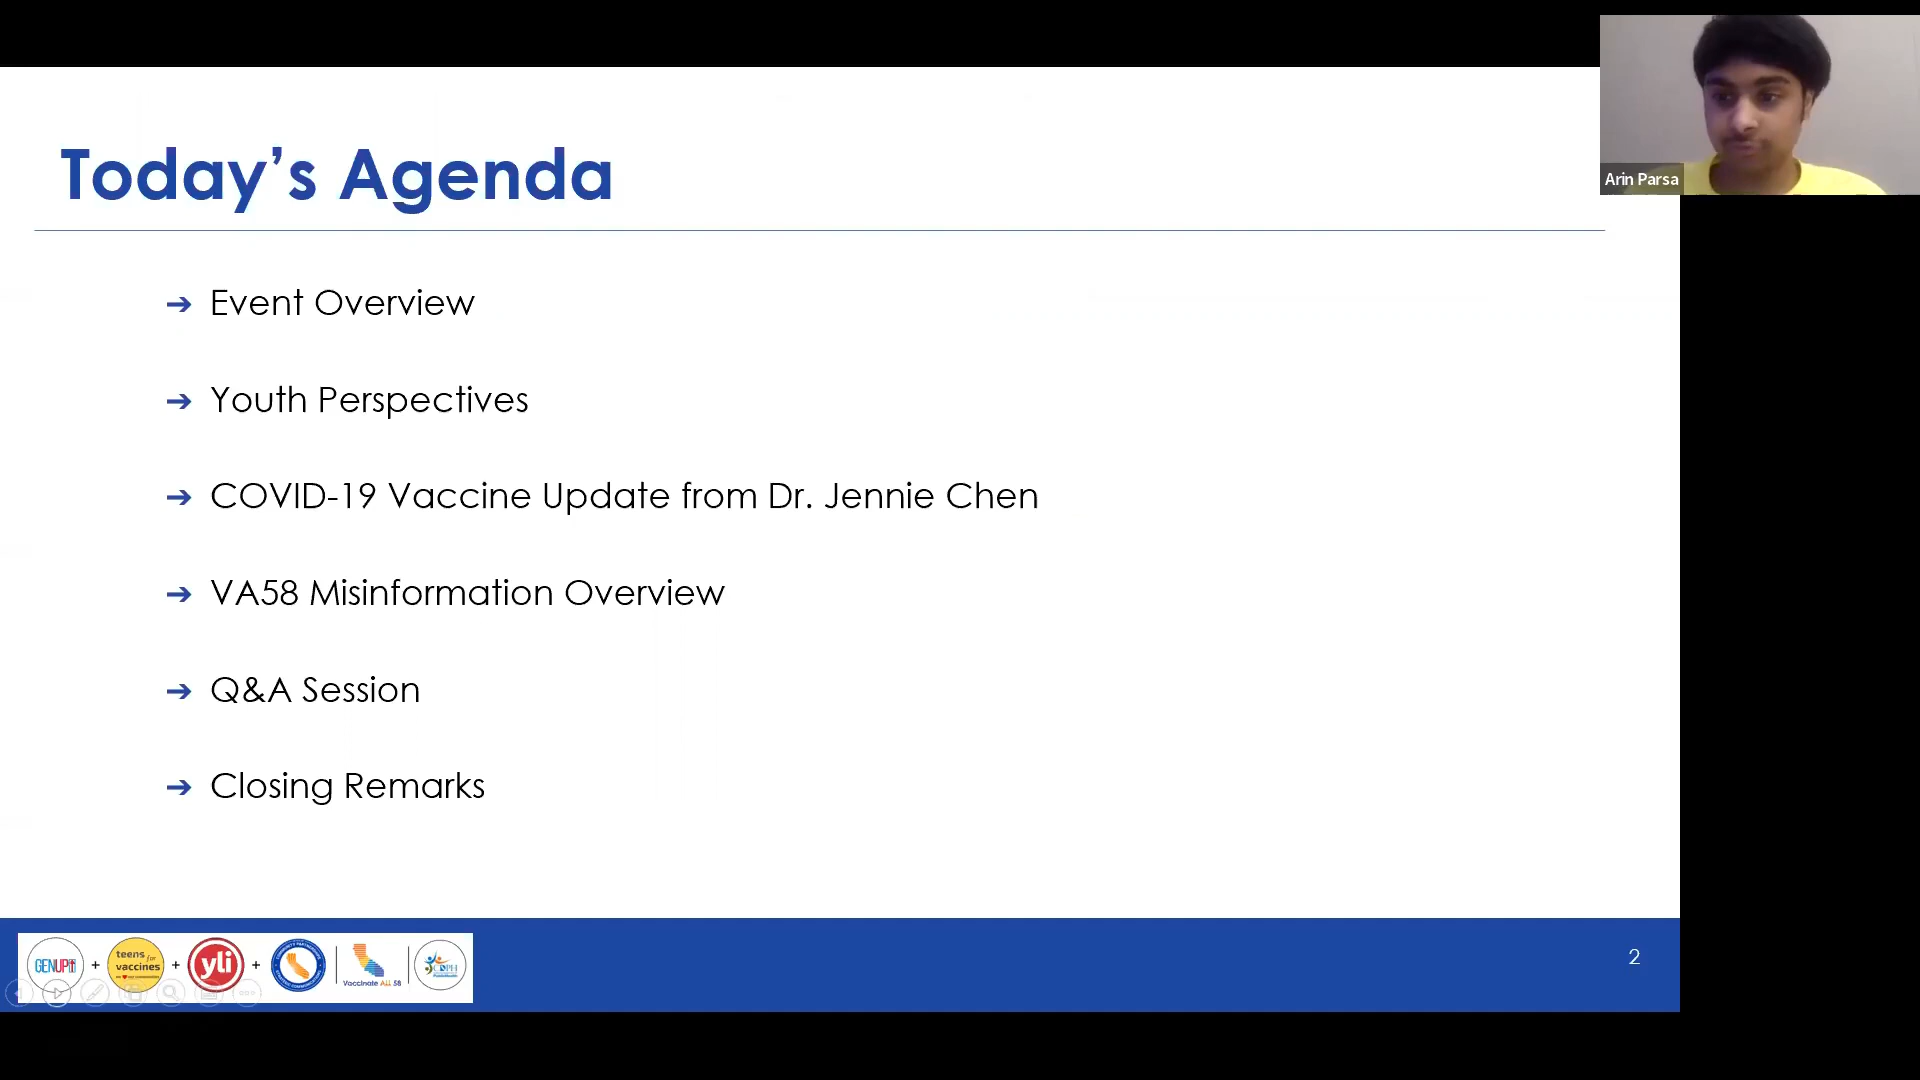 Today’s Agenda
➔ Event Overview
➔ Youth Perspectives
➔ COVID-19 Vaccine Update from Dr. Jennie Chen
➔ VA58 Misinformation Overview
➔ Q&A Session
➔ Closing Remarks
Arin Parsa
GENUP
+
teens for
vaccines
+
yli
+
Vaccinate ALL 58
CDPH
2